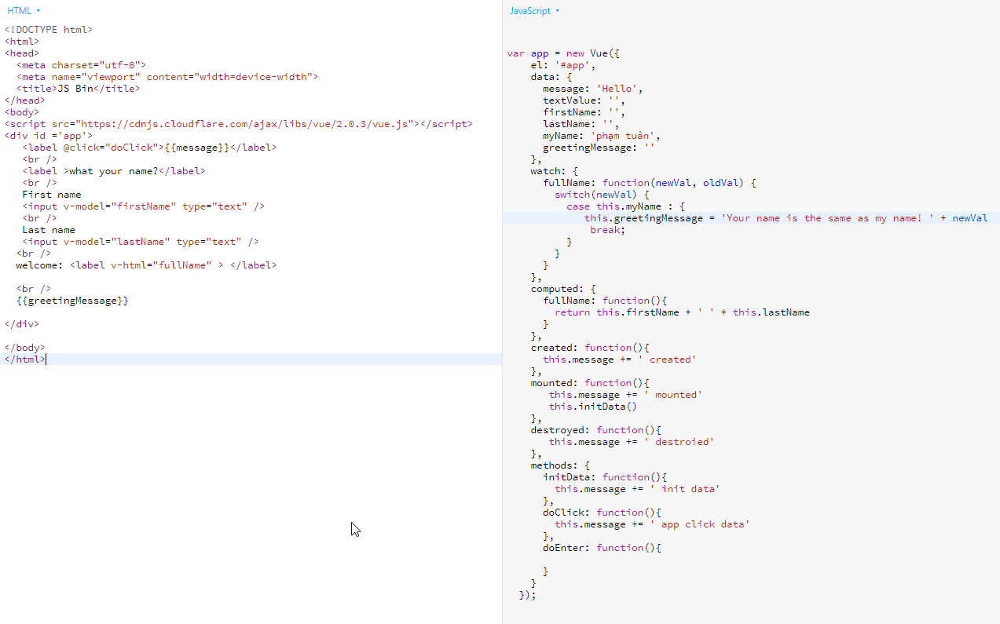 HTML
<!DOCTYPE html>
<html>
<head>
<meta charset="utf-8">
<meta name="viewport" content="width=device-width">
<title>JS Bin</title>
</head>
<body>
<script src="https://cdnjs.cloudflare.com/ajax/libs/vue/2.0.3/vue.js"></script>
<div id ='app'>
<label @click="doClick">{{message}}</label>
<br />
<label >what your name?</label>
<br />
First name
<input v-model="firstName" type="text" />
<br />
Last name
<input v-model="lastName" type="text" />
<br />
welcome: <label v-html="fullName" > </label>
<br />
{{greetingMessage}}
</div>
</body>
</html>
JavaScript
var app = new Vue({
el: '#app',
data: {
message: 'Hello',
textValue: '',
firstName: '',
lastName: '',
myName: 'phạm tuân',
greetingMessage: ''
},
watch: {
fullName: function(newVal, oldVal) {
switch(newVal) {
case this.myName : {
this.greetingMessage = 'Your name is the same as my name! ' + newVal
break;
}
}
}
},
computed: {
fullName: function(){
return this.firstName + ' ' + this.lastName
}
},
created: function(){
this.message += ' created'
},
mounted: function(){
this.message += ' mounted'
this.initData()
},
destroyed: function(){
this.message += ' destroied'
},
methods: {
initData: function(){
this.message += ' init data'
},
doClick: function(){
this.message += ' app click data'
},
doEnter: function(){
}
}
});